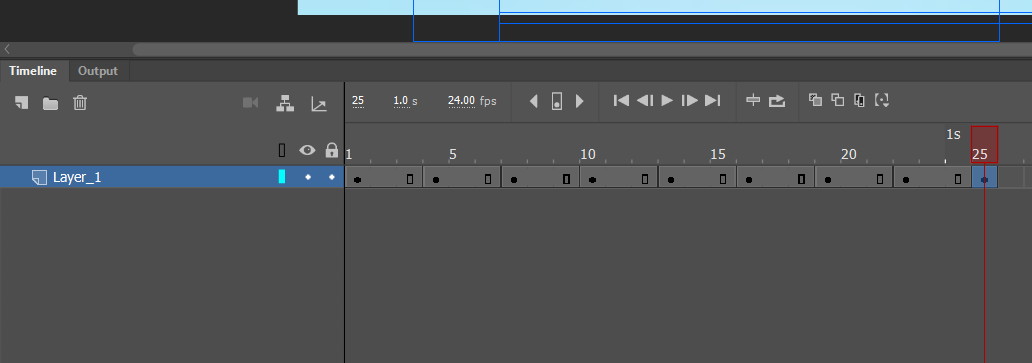 Timeline Output
25 1.0 s 24.00 fps
1s
1 5 10 15 20 25
Layer_1